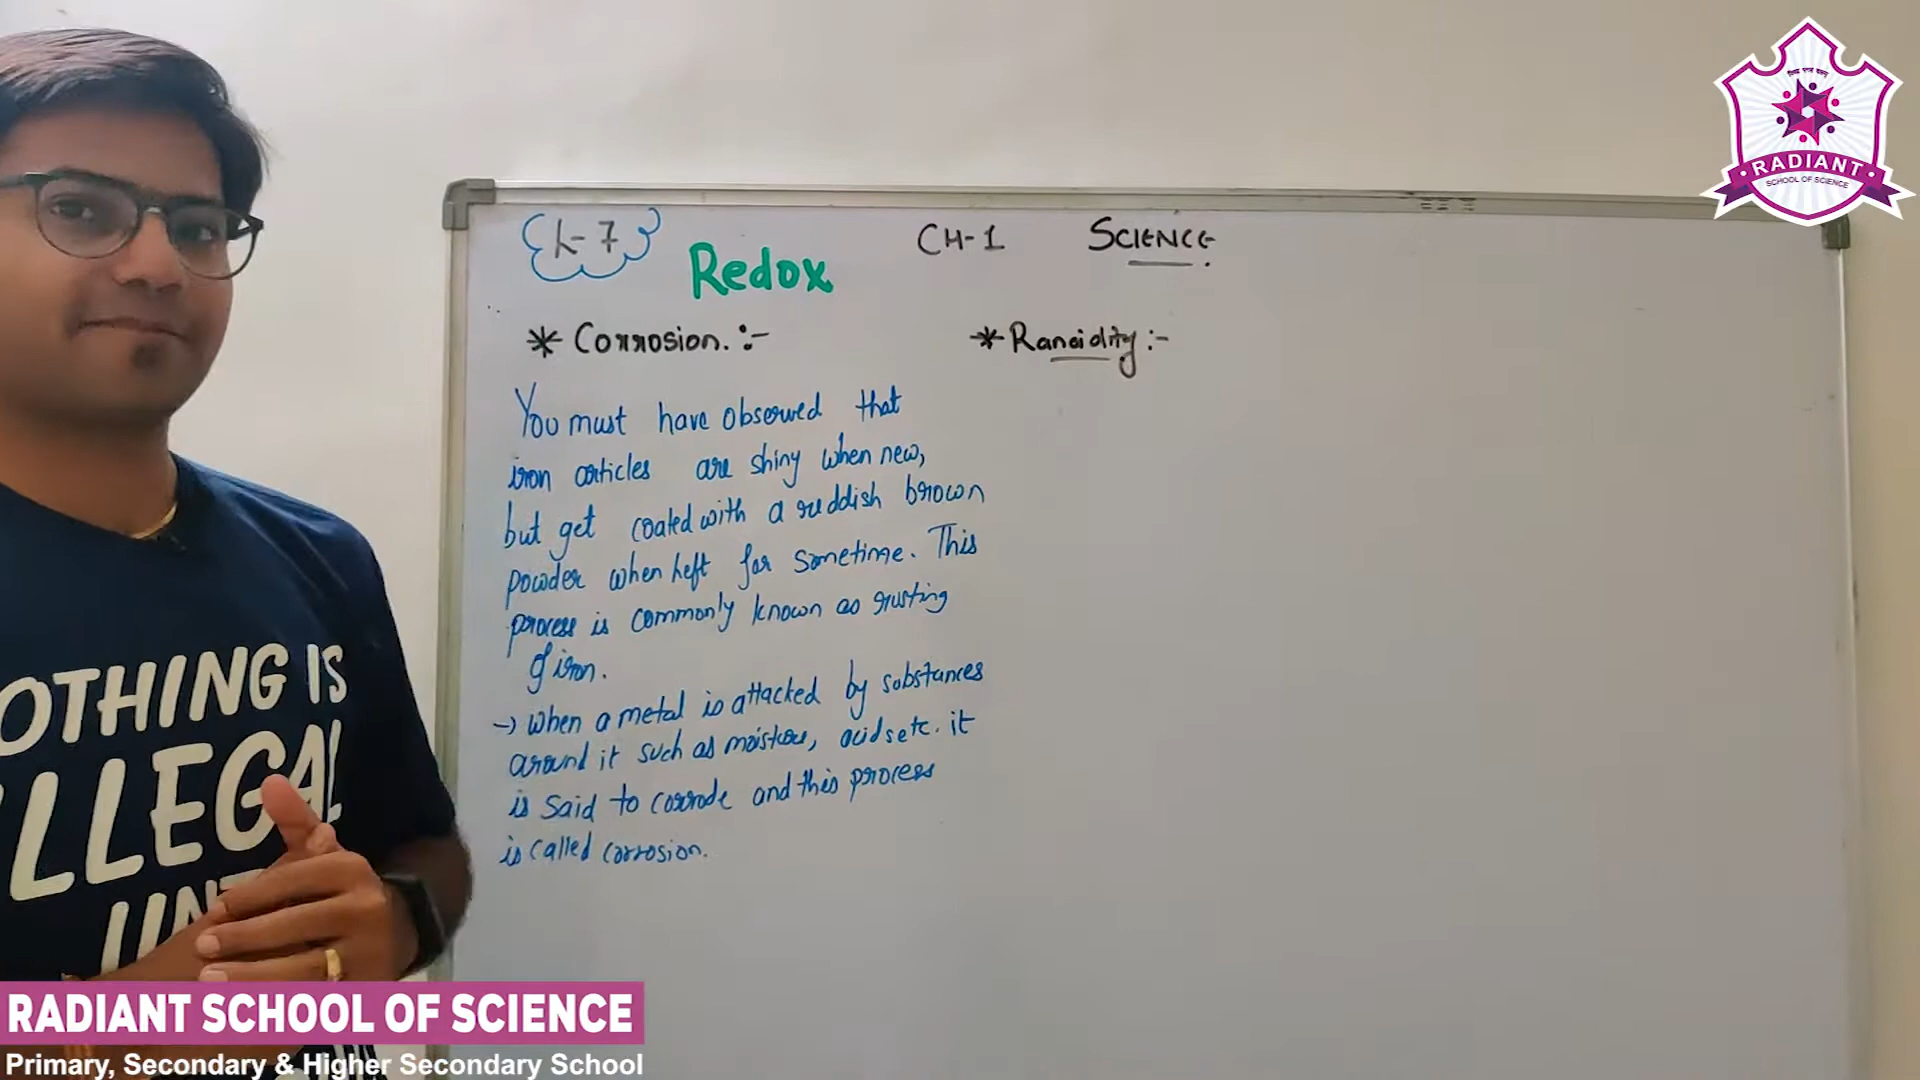 RADIANT
SCHOOL OF SCIENCE
L-7
Redox
CH-1 SCIENCE
* Corrosion. :-
You must have observed that
iron articles are shiny when new,
but get coated with a reddish brown
powder when left for sometime. This
process is commonly known as rusting
of iron.
→ When a metal is attacked by substances
around it such as moisture, acids etc. it
is said to corrode and this process
is called corrosion.
* Rancidity :-
NOTHING IS
ILLEGAL
UNT
RADIANT SCHOOL OF SCIENCE
Primary, Secondary & Higher Secondary School